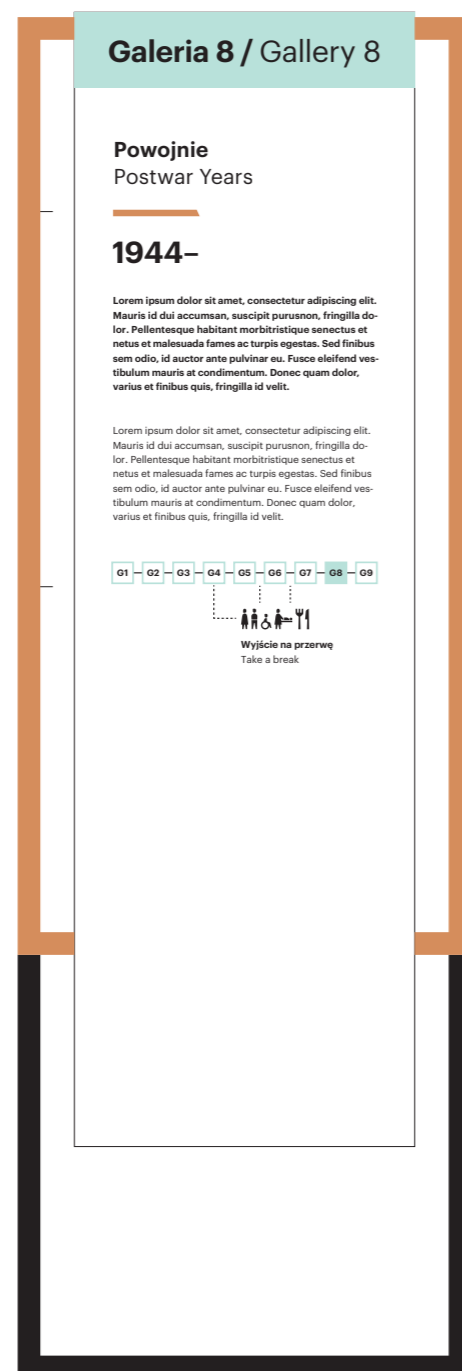 Galeria 8 / Gallery 8
Powojnie
Postwar Years
1944–
Lorem ipsum dolor sit amet, consectetur adipiscing elit.
Mauris id dui accumsan, suscipit purusnon, fringilla do-
lor. Pellentesque habitant morbitristique senectus et
netus et malesuada fames ac turpis egestas. Sed finibus
sem odio, id auctor ante pulvinar eu. Fusce eleifend ves-
tibulum mauris at condimentum. Donec quam dolor,
varius et finibus quis, fringilla id velit.
Lorem ipsum dolor sit amet, consectetur adipiscing elit.
Mauris id dui accumsan, suscipit purusnon, fringilla do-
lor. Pellentesque habitant morbitristique senectus et
netus et malesuada fames ac turpis egestas. Sed finibus
sem odio, id auctor ante pulvinar eu. Fusce eleifend ves-
tibulum mauris at condimentum. Donec quam dolor,
varius et finibus quis, fringilla id velit.
G1 G2 G3 G4 G5 G6 G7 G8 G9
Wyjście na przerwę
Take a break